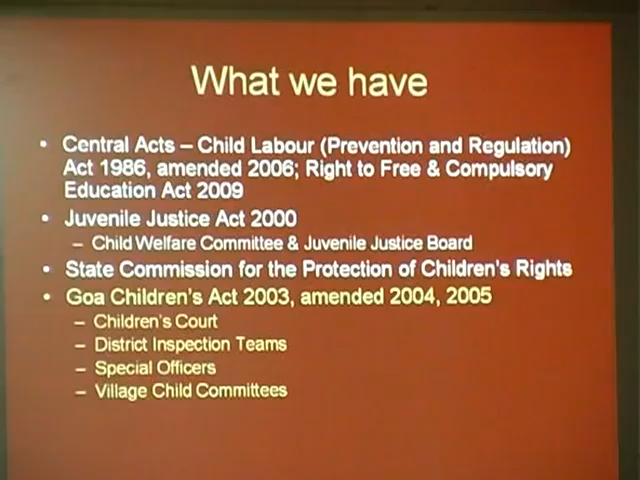 What we have
• Central Acts – Child Labour (Prevention and Regulation)
Act 1986, amended 2006; Right to Free & Compulsory
Education Act 2009
• Juvenile Justice Act 2000
– Child Welfare Committee & Juvenile Justice Board
• State Commission for the Protection of Children's Rights
• Goa Children's Act 2003, amended 2004, 2005
– Children's Court
– District Inspection Teams
– Special Officers
– Village Child Committees